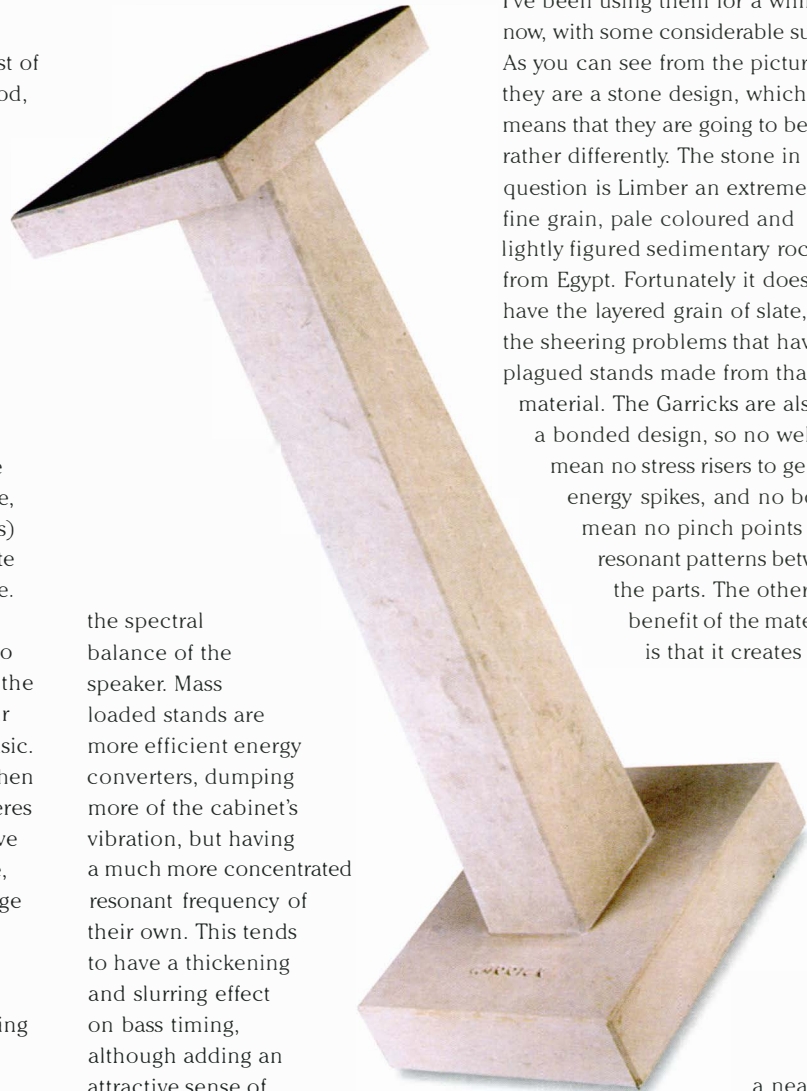 st of
od,
e
e,
s)
te
e.
o
the
r
sic.
hen
eres
ve
,
ge
ing
the spectral
balance of the
speaker. Mass
loaded stands are
more efficient energy
converters, dumping
more of the cabinet's
vibration, but having
a much more concentrated
resonant frequency of
their own. This tends
to have a thickening
and slurring effect
on bass timing,
although adding an
attractive sense of
I've been using them for a whil
now, with some considerable su
As you can see from the pictur
they are a stone design, which
means that they are going to be
rather differently. The stone in
question is Limber an extreme
fine grain, pale coloured and
lightly figured sedimentary roc
from Egypt. Fortunately it does
have the layered grain of slate,
the sheering problems that hav
plagued stands made from tha
material. The Garricks are als
a bonded design, so no wel
mean no stress risers to ge
energy spikes, and no bo
mean no pinch points
resonant patterns betw
the parts. The other
benefit of the mate
is that it creates
GARRICK
a nea